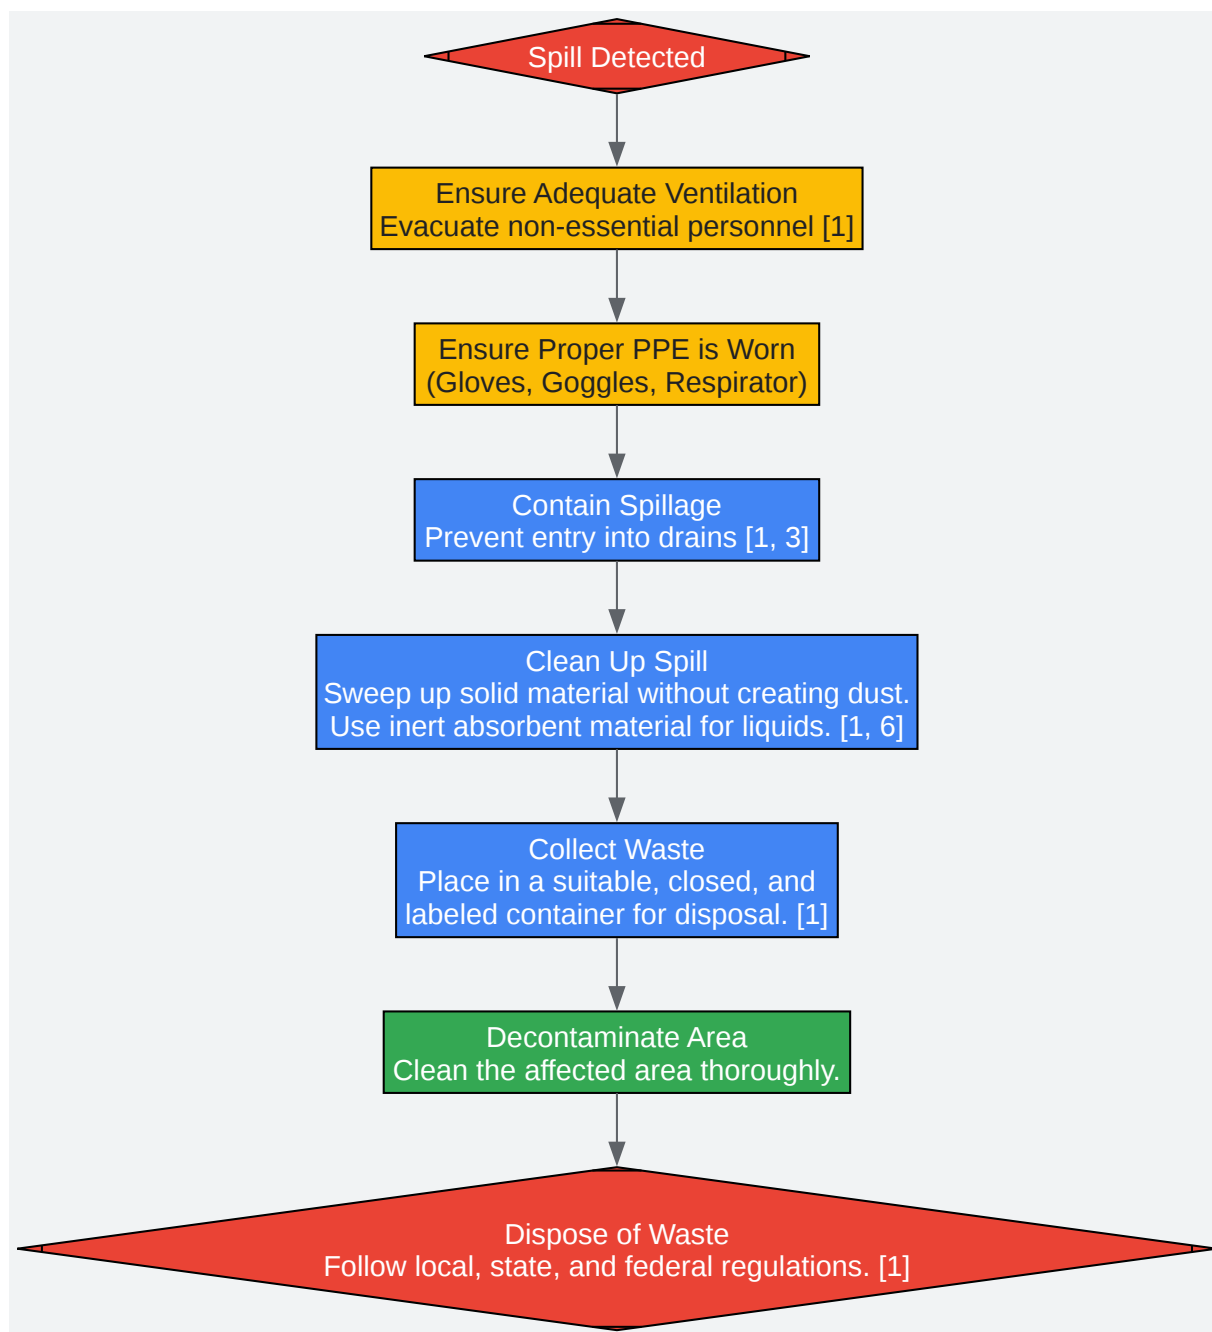 Spill Detected
Ensure Adequate Ventilation
Evacuate non-essential personnel [1]
Ensure Proper PPE is Worn
(Gloves, Goggles, Respirator)
Contain Spillage
Prevent entry into drains [1, 3]
Clean Up Spill
Sweep up solid material without creating dust.
Use inert absorbent material for liquids. [1, 6]
Collect Waste
Place in a suitable, closed, and
labeled container for disposal. [1]
Decontaminate Area
Clean the affected area thoroughly.
Dispose of Waste
Follow local, state, and federal regulations. [1]